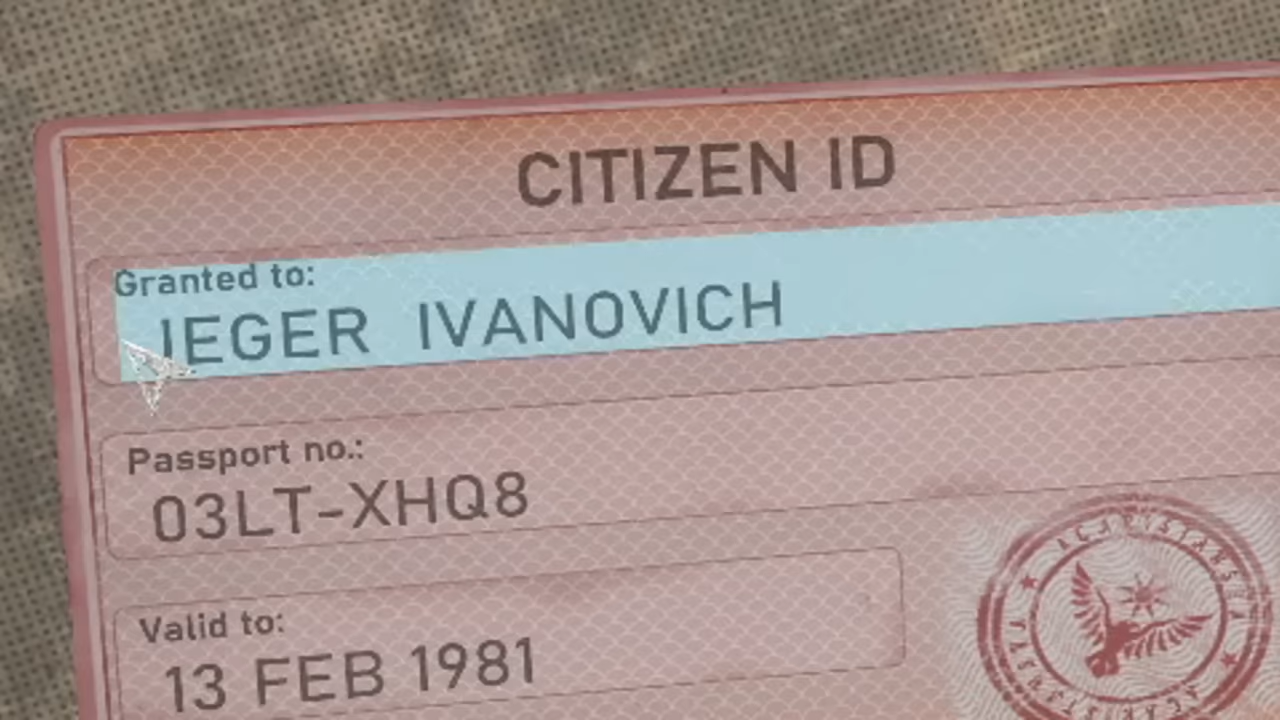 CITIZEN ID
Granted to:
IEGER IVANOVICH
Passport no.:
03LT-XHQ8
Valid to:
13 FEB 1981